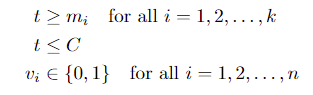 t ≥ m_i for all i = 1, 2, . . . , k
t ≤ C
v_i ∈ {0, 1} for all i = 1, 2, . . . , n